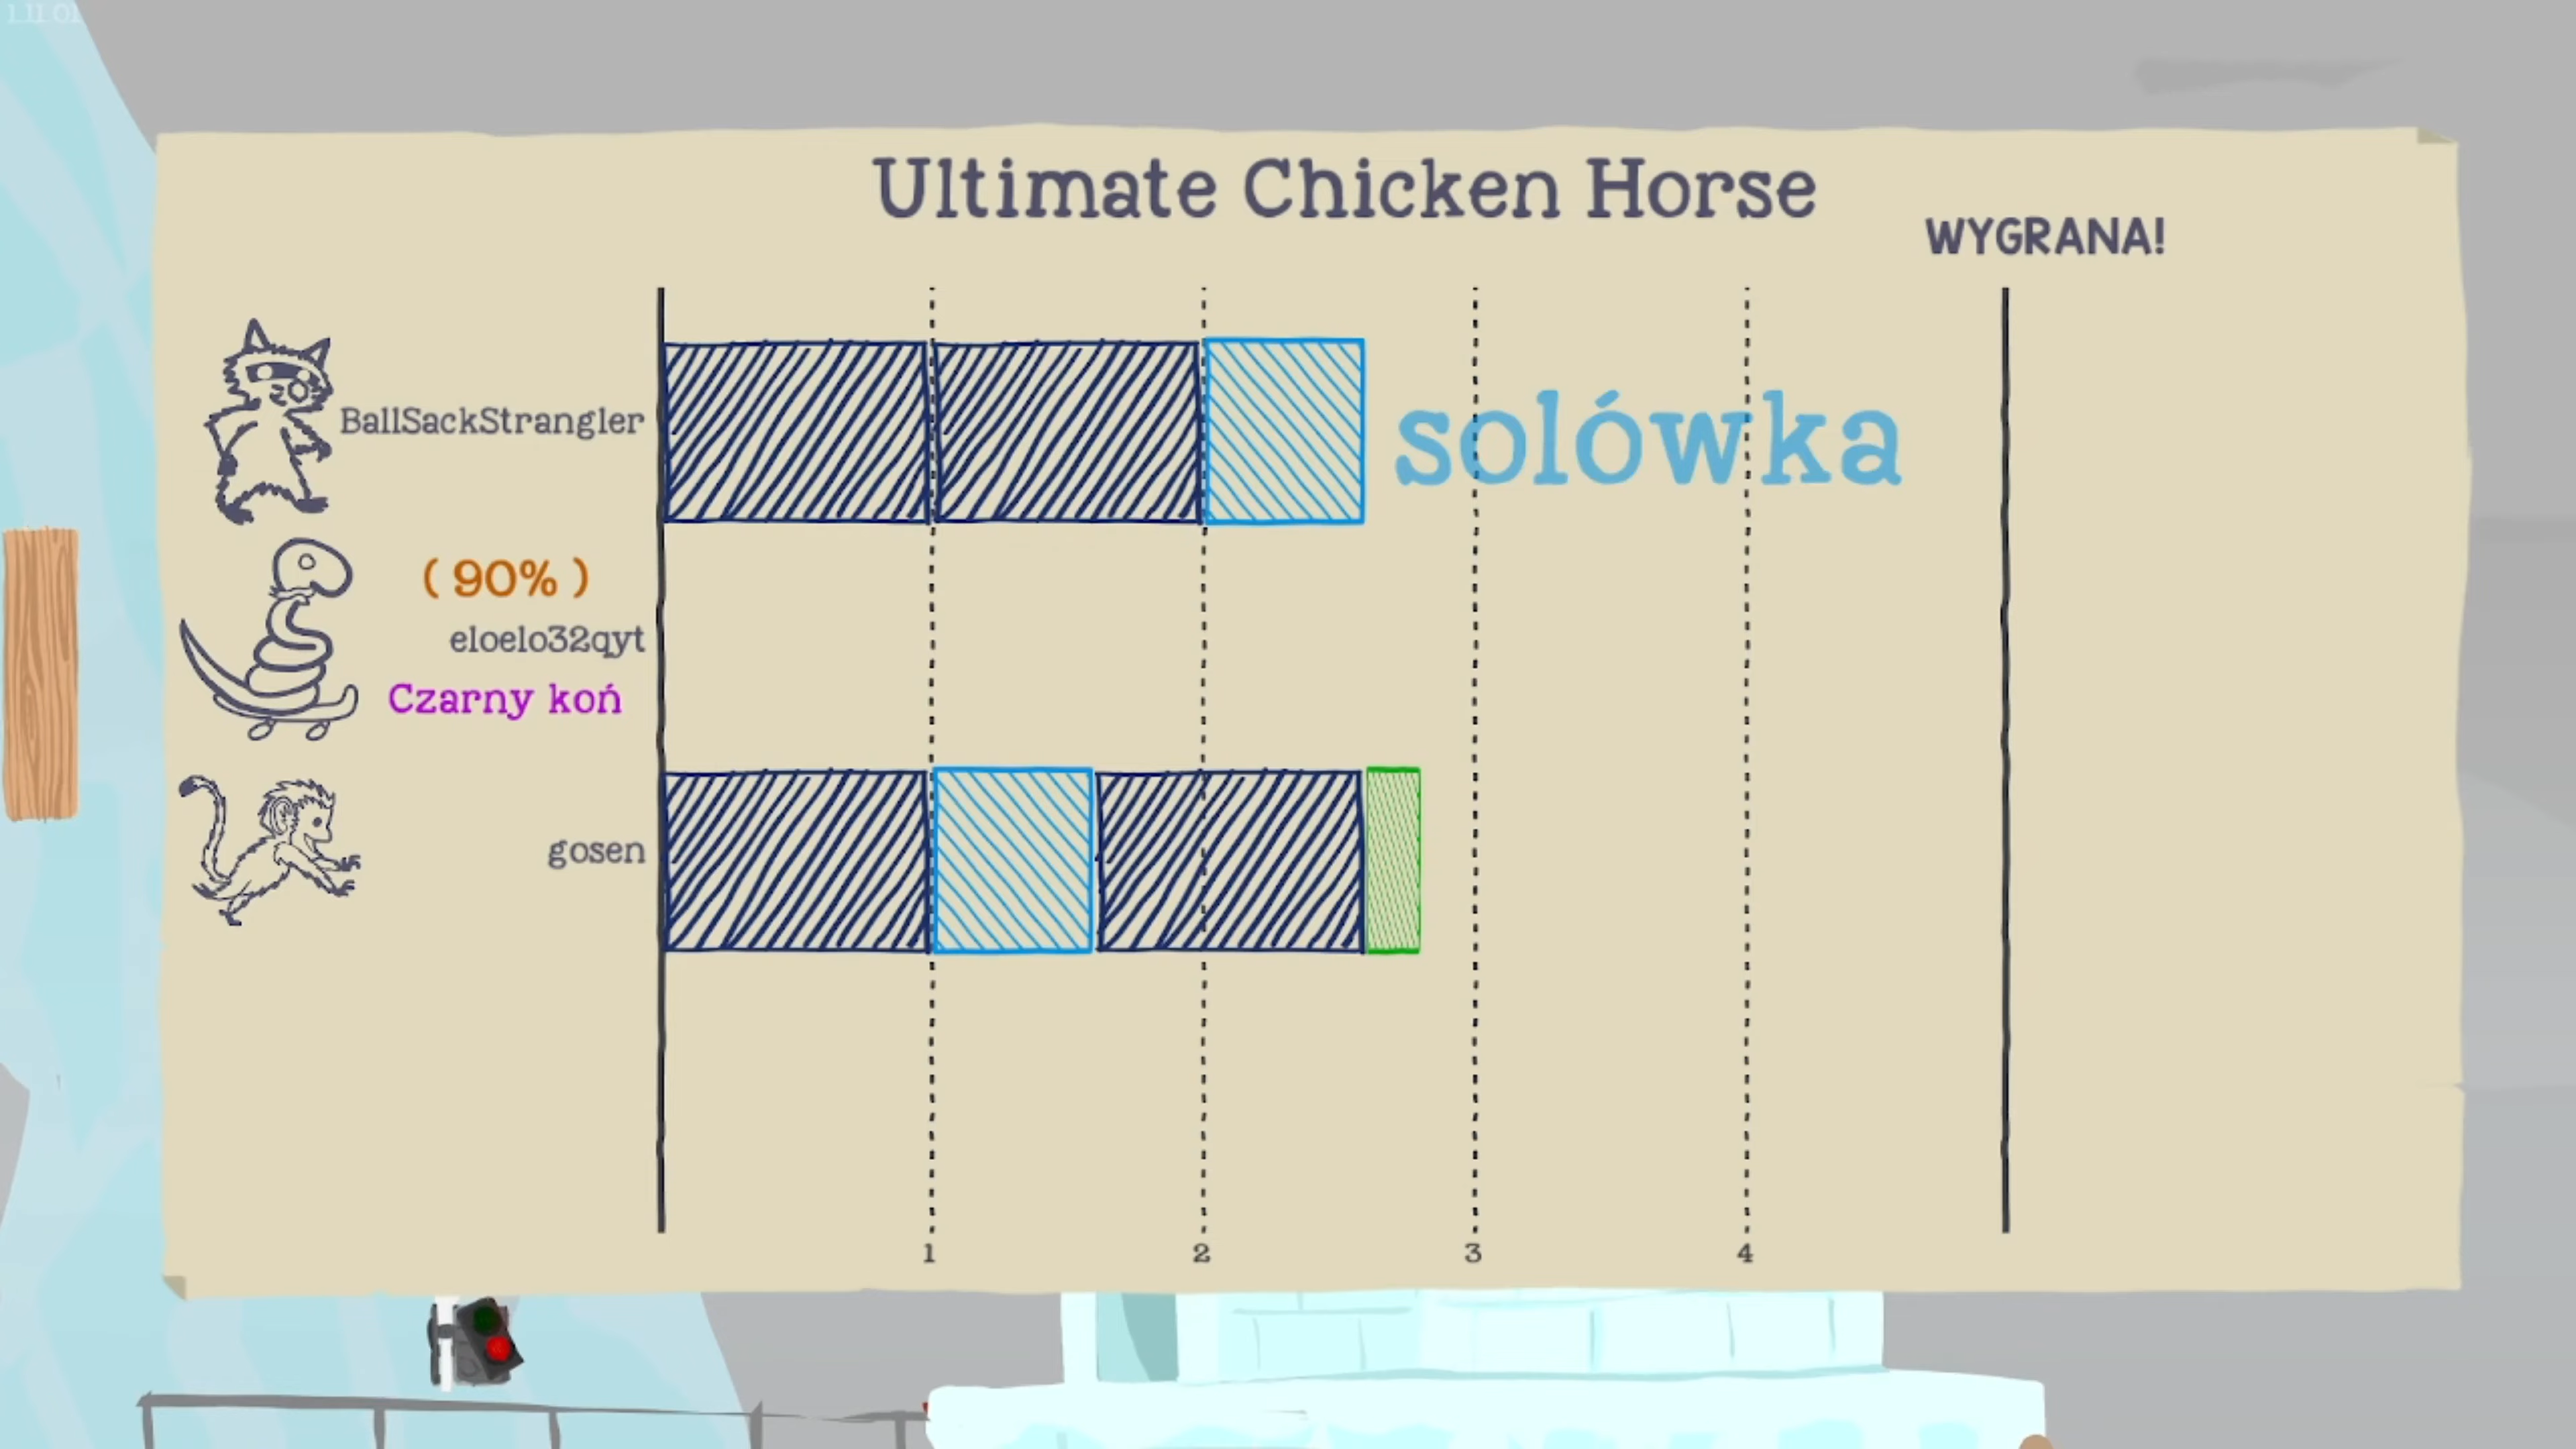 Ultimate Chicken Horse
WYGRANA!
BallSackStrangler
solówka
( 90% )
eloelo32qyt
Czarny koń
gosen
1 2 3 4